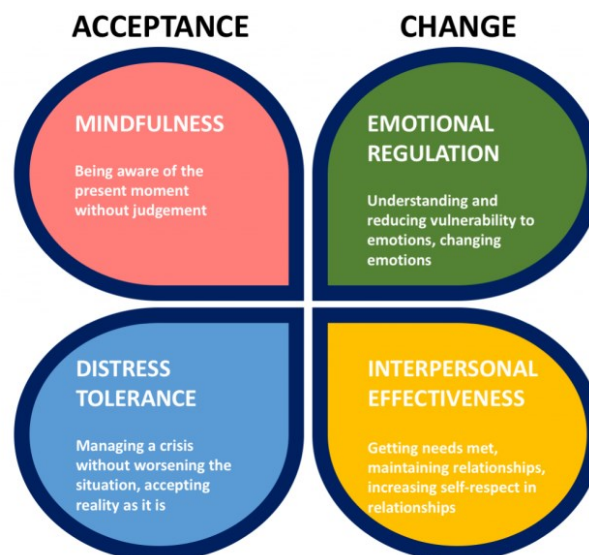 ACCEPTANCE
CHANGE
MINDFULNESS
Being aware of the
present moment
without judgement
EMOTIONAL
REGULATION
Understanding and
reducing vulnerability to
emotions, changing
emotions
DISTRESS
TOLERANCE
Managing a crisis
without worsening the
situation, accepting
reality as it is
INTERPERSONAL
EFFECTIVENESS
Getting needs met,
maintaining relationships,
increasing self-respect in
relationships